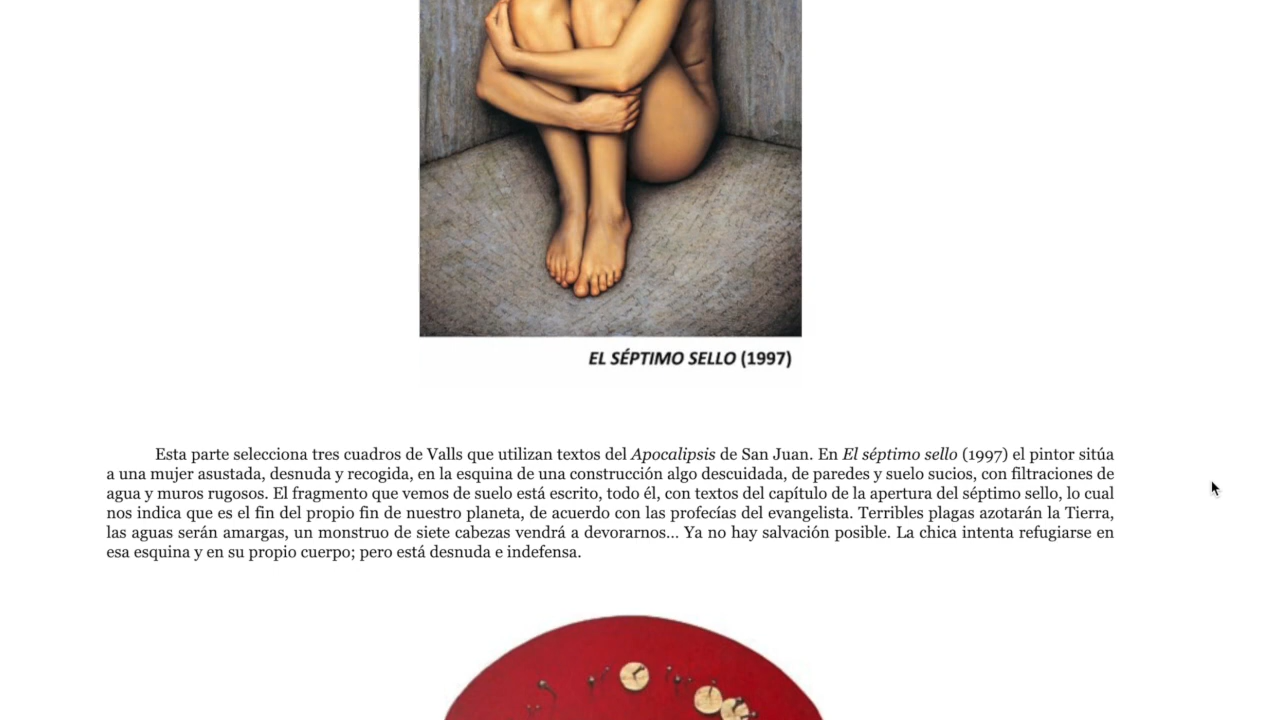 EL SÉPTIMO SELLO (1997)
Esta parte selecciona tres cuadros de Valls que utilizan textos del Apocalipsis de San Juan. En El séptimo sello (1997) el pintor sitúa
a una mujer asustada, desnuda y recogida, en la esquina de una construcción algo descuidada, de paredes y suelo sucios, con filtraciones de
agua y muros rugosos. El fragmento que vemos de suelo está escrito, todo él, con textos del capítulo de la apertura del séptimo sello, lo cual
nos indica que es el fin del propio fin de nuestro planeta, de acuerdo con las profecías del evangelista. Terribles plagas azotarán la Tierra,
las aguas serán amargas, un monstruo de siete cabezas vendrá a devorarnos... Ya no hay salvación posible. La chica intenta refugiarse en
esa esquina y en su propio cuerpo; pero está desnuda e indefensa.